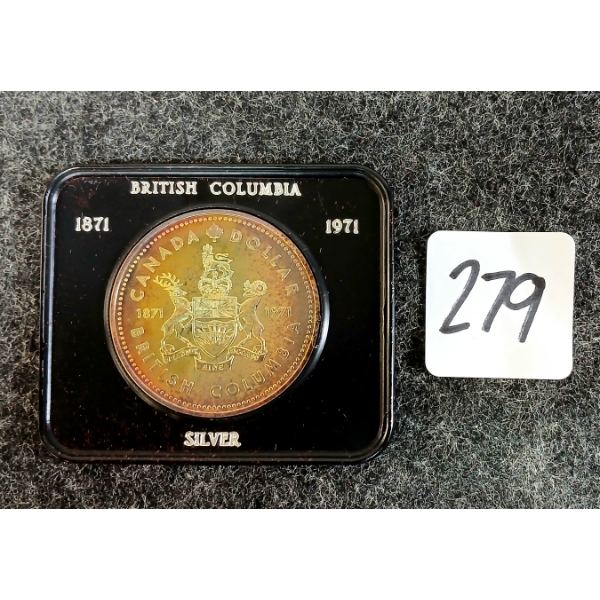 BRITISH COLUMBIA
1871 1971
CANADA DOLLAR
1871 1971
BRITISH COLUMBIA
SILVER
279